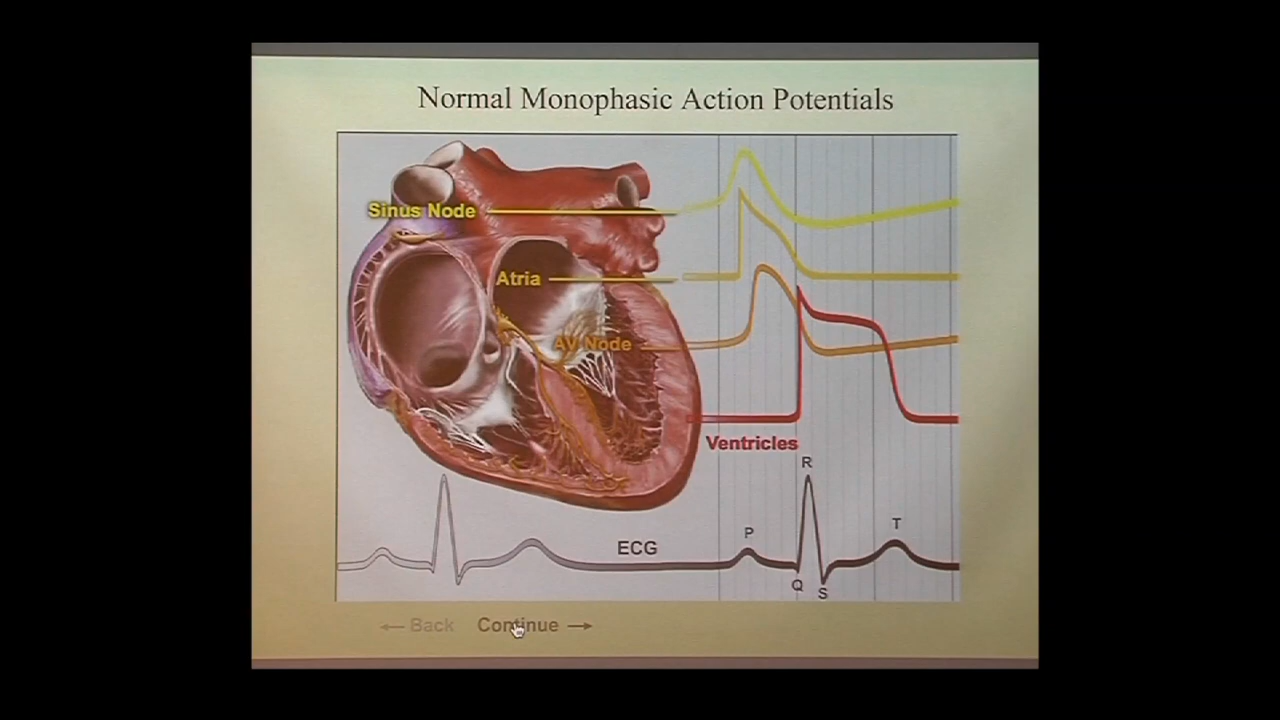 Normal Monophasic Action Potentials
Sinus Node
Atria
AV Node
Ventricles
R
ECG
P
T
Q
S
← Back Continue →